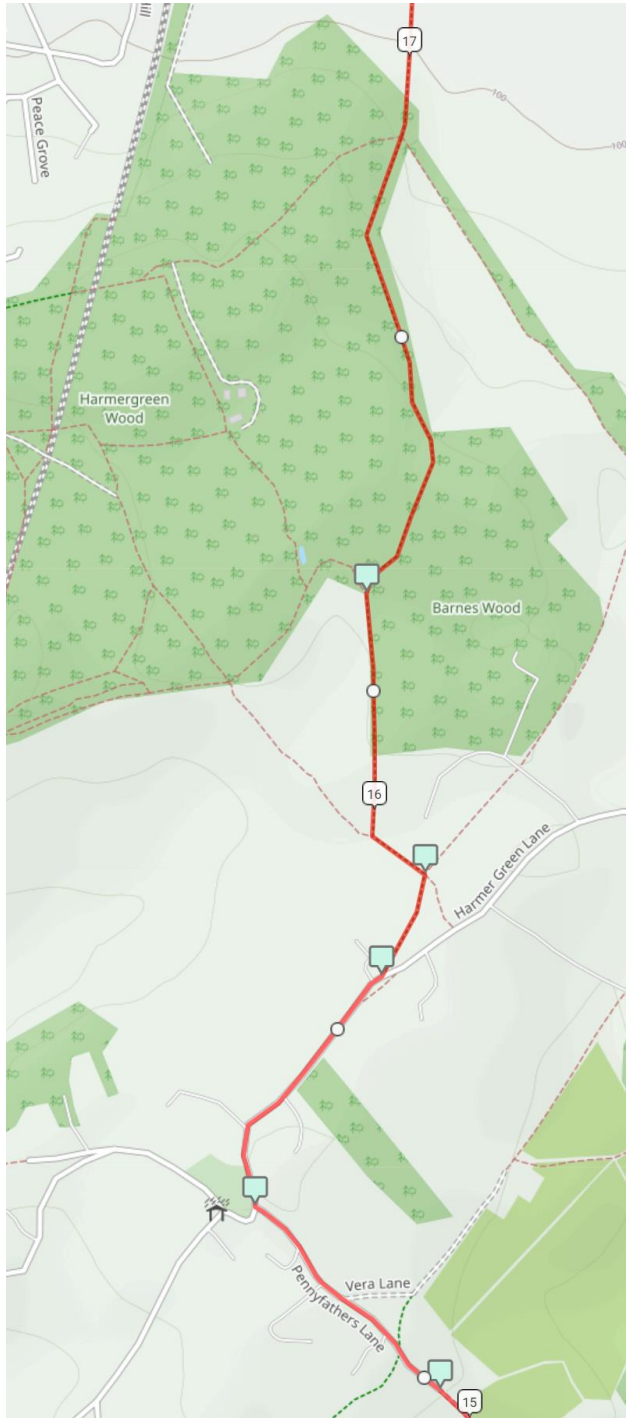 17
100
100
Peace Grove
Harmergreen
Wood
Barnes Wood
16
Harmer Green Lane
Vera Lane
Pennyfathers Lane
15